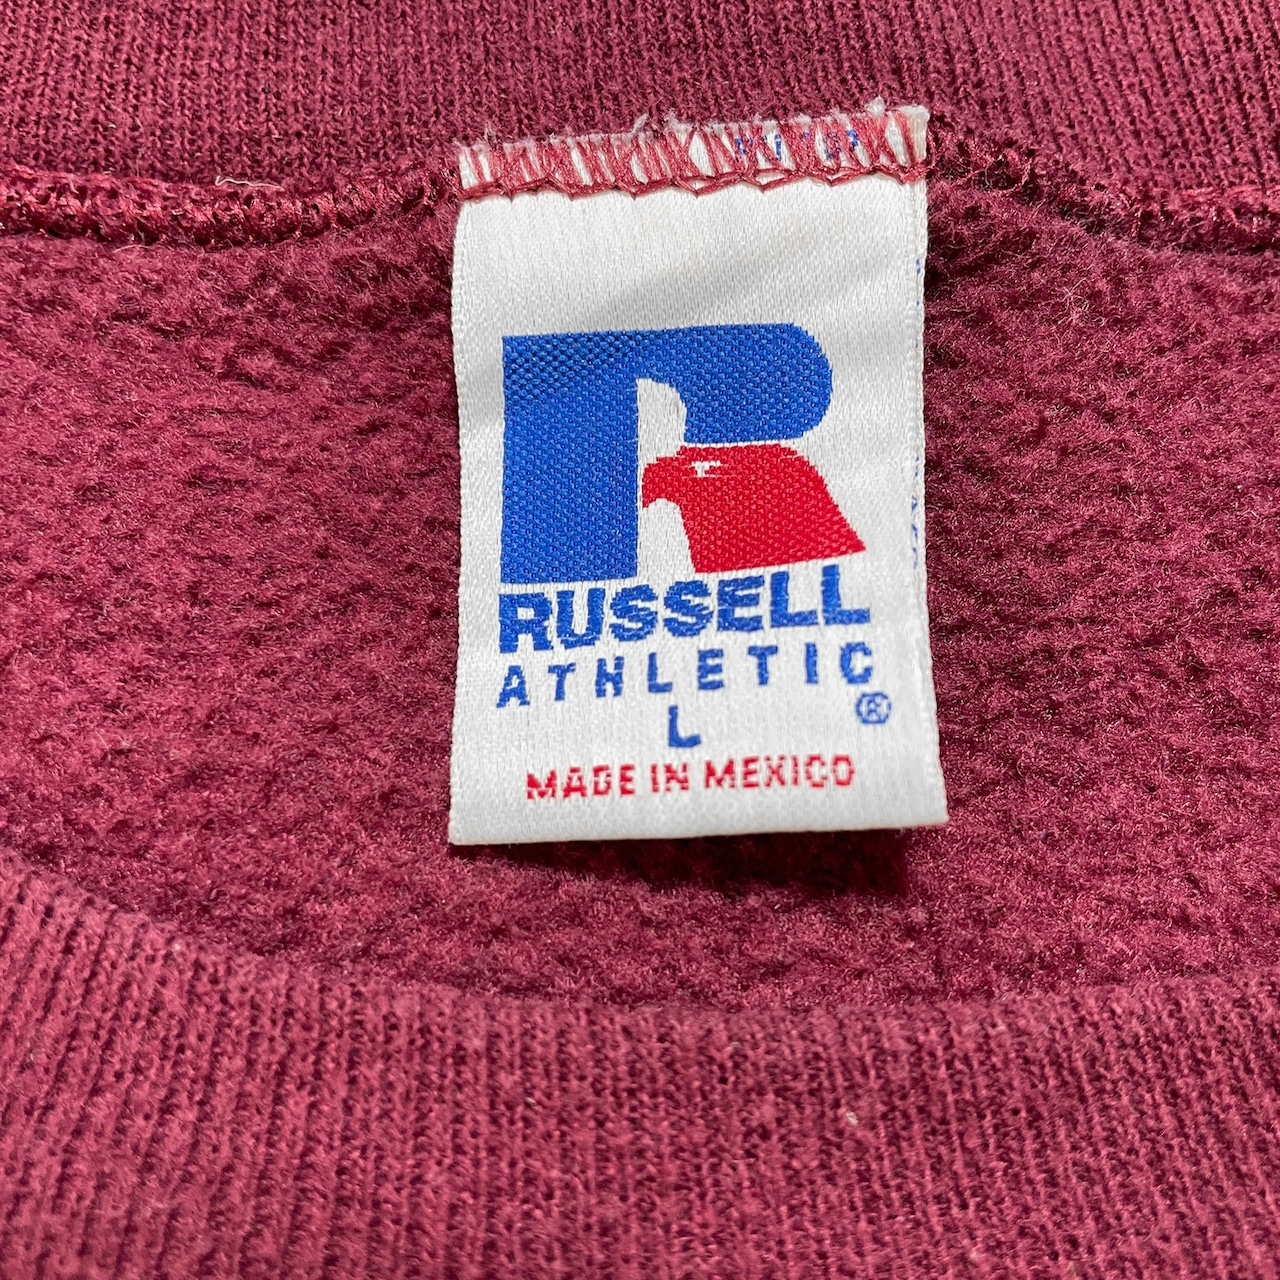 RUSSELL
ATHLETIC
®
L
MADE IN MEXICO